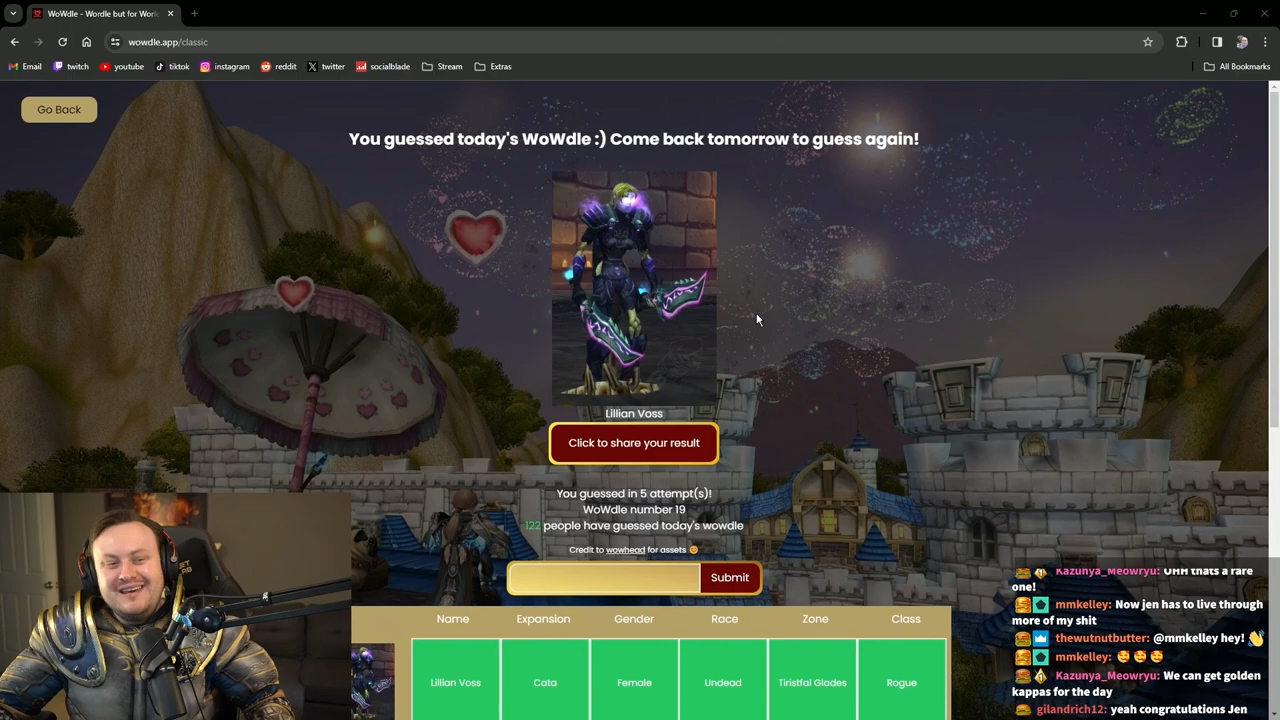 WoWdle - Wordle but for Worl
wowdle.app/classic
Email
twitch
youtube
tiktok
instagram
reddit
twitter
socialblade
Stream
Extras
All Bookmarks
Go Back
You guessed today's WoWdle :) Come back tomorrow to guess again!
Lillian Voss
Click to share your result
You guessed in 5 attempt(s)!
WoWdle number 19
122 people have guessed today's wowdle
Credit to wowhead for assets
Submit
Name Expansion Gender Race Zone Class
Lillian Voss Cata Female Undead Tiristfal Glades Rogue
Kazunya_Meowryu: OHH thats a rare
one!
mmkelley: Now jen has to live through
more of my shit
thewutnutbutter: @mmkelley hey! 👋
mmkelley: 🥰 🥰 🥰
Kazunya_Meowryu: We can get golden
kappas for the day
gilandrich12: yeah congratulations Jen